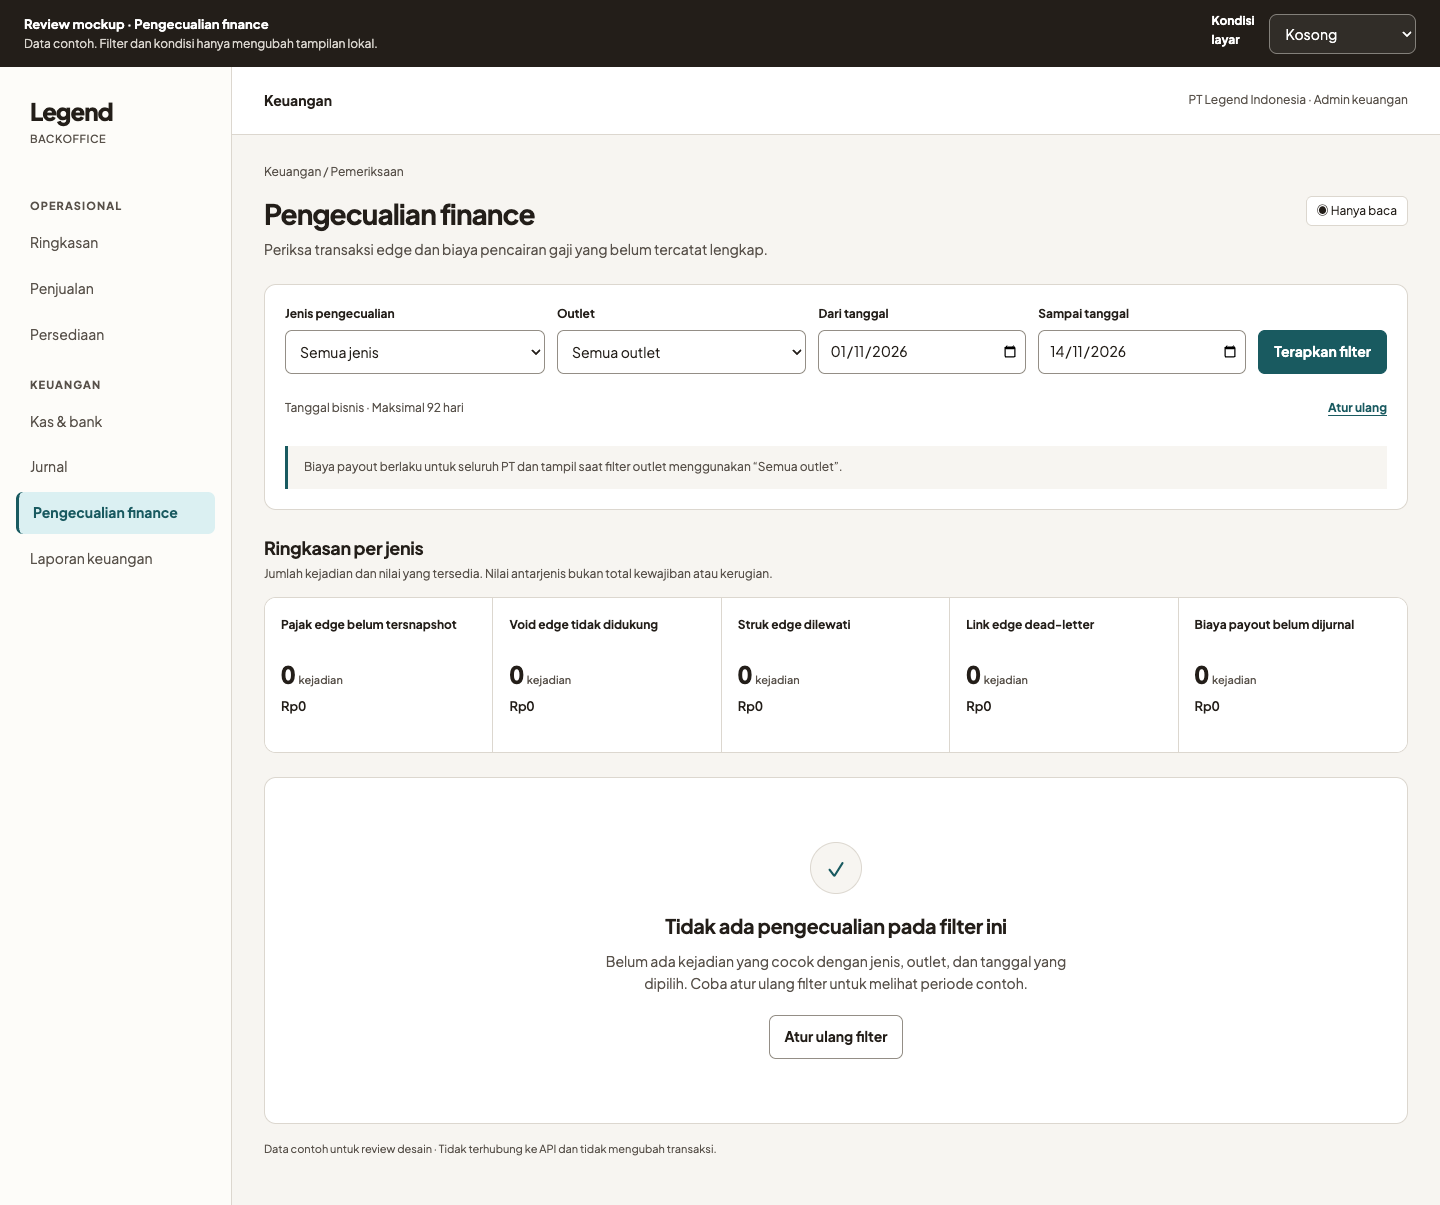 Review mockup · Pengecualian finance
Data contoh. Filter dan kondisi hanya mengubah tampilan lokal.
Kondisi layar
Kosong
Legend
BACKOFFICE
OPERASIONAL
Ringkasan
Penjualan
Persediaan
KEUANGAN
Kas & bank
Jurnal
Pengecualian finance
Laporan keuangan
Keuangan
PT Legend Indonesia · Admin keuangan
Keuangan / Pemeriksaan
Pengecualian finance
Hanya baca
Periksa transaksi edge dan biaya pencairan gaji yang belum tercatat lengkap.
Jenis pengecualian
Outlet
Dari tanggal
Sampai tanggal
Semua jenis
Semua outlet
01/11/2026
14/11/2026
Terapkan filter
Tanggal bisnis · Maksimal 92 hari
Atur ulang
Biaya payout berlaku untuk seluruh PT dan tampil saat filter outlet menggunakan “Semua outlet”.
Ringkasan per jenis
Jumlah kejadian dan nilai yang tersedia. Nilai antarjenis bukan total kewajiban atau kerugian.
Pajak edge belum tersnapshot
0 kejadian
Rp0
Void edge tidak didukung
0 kejadian
Rp0
Struk edge dilewati
0 kejadian
Rp0
Link edge dead-letter
0 kejadian
Rp0
Biaya payout belum dijurnal
0 kejadian
Rp0
Tidak ada pengecualian pada filter ini
Belum ada kejadian yang cocok dengan jenis, outlet, dan tanggal yang
dipilih. Coba atur ulang filter untuk melihat periode contoh.
Atur ulang filter
Data contoh untuk review desain · Tidak terhubung ke API dan tidak mengubah transaksi.